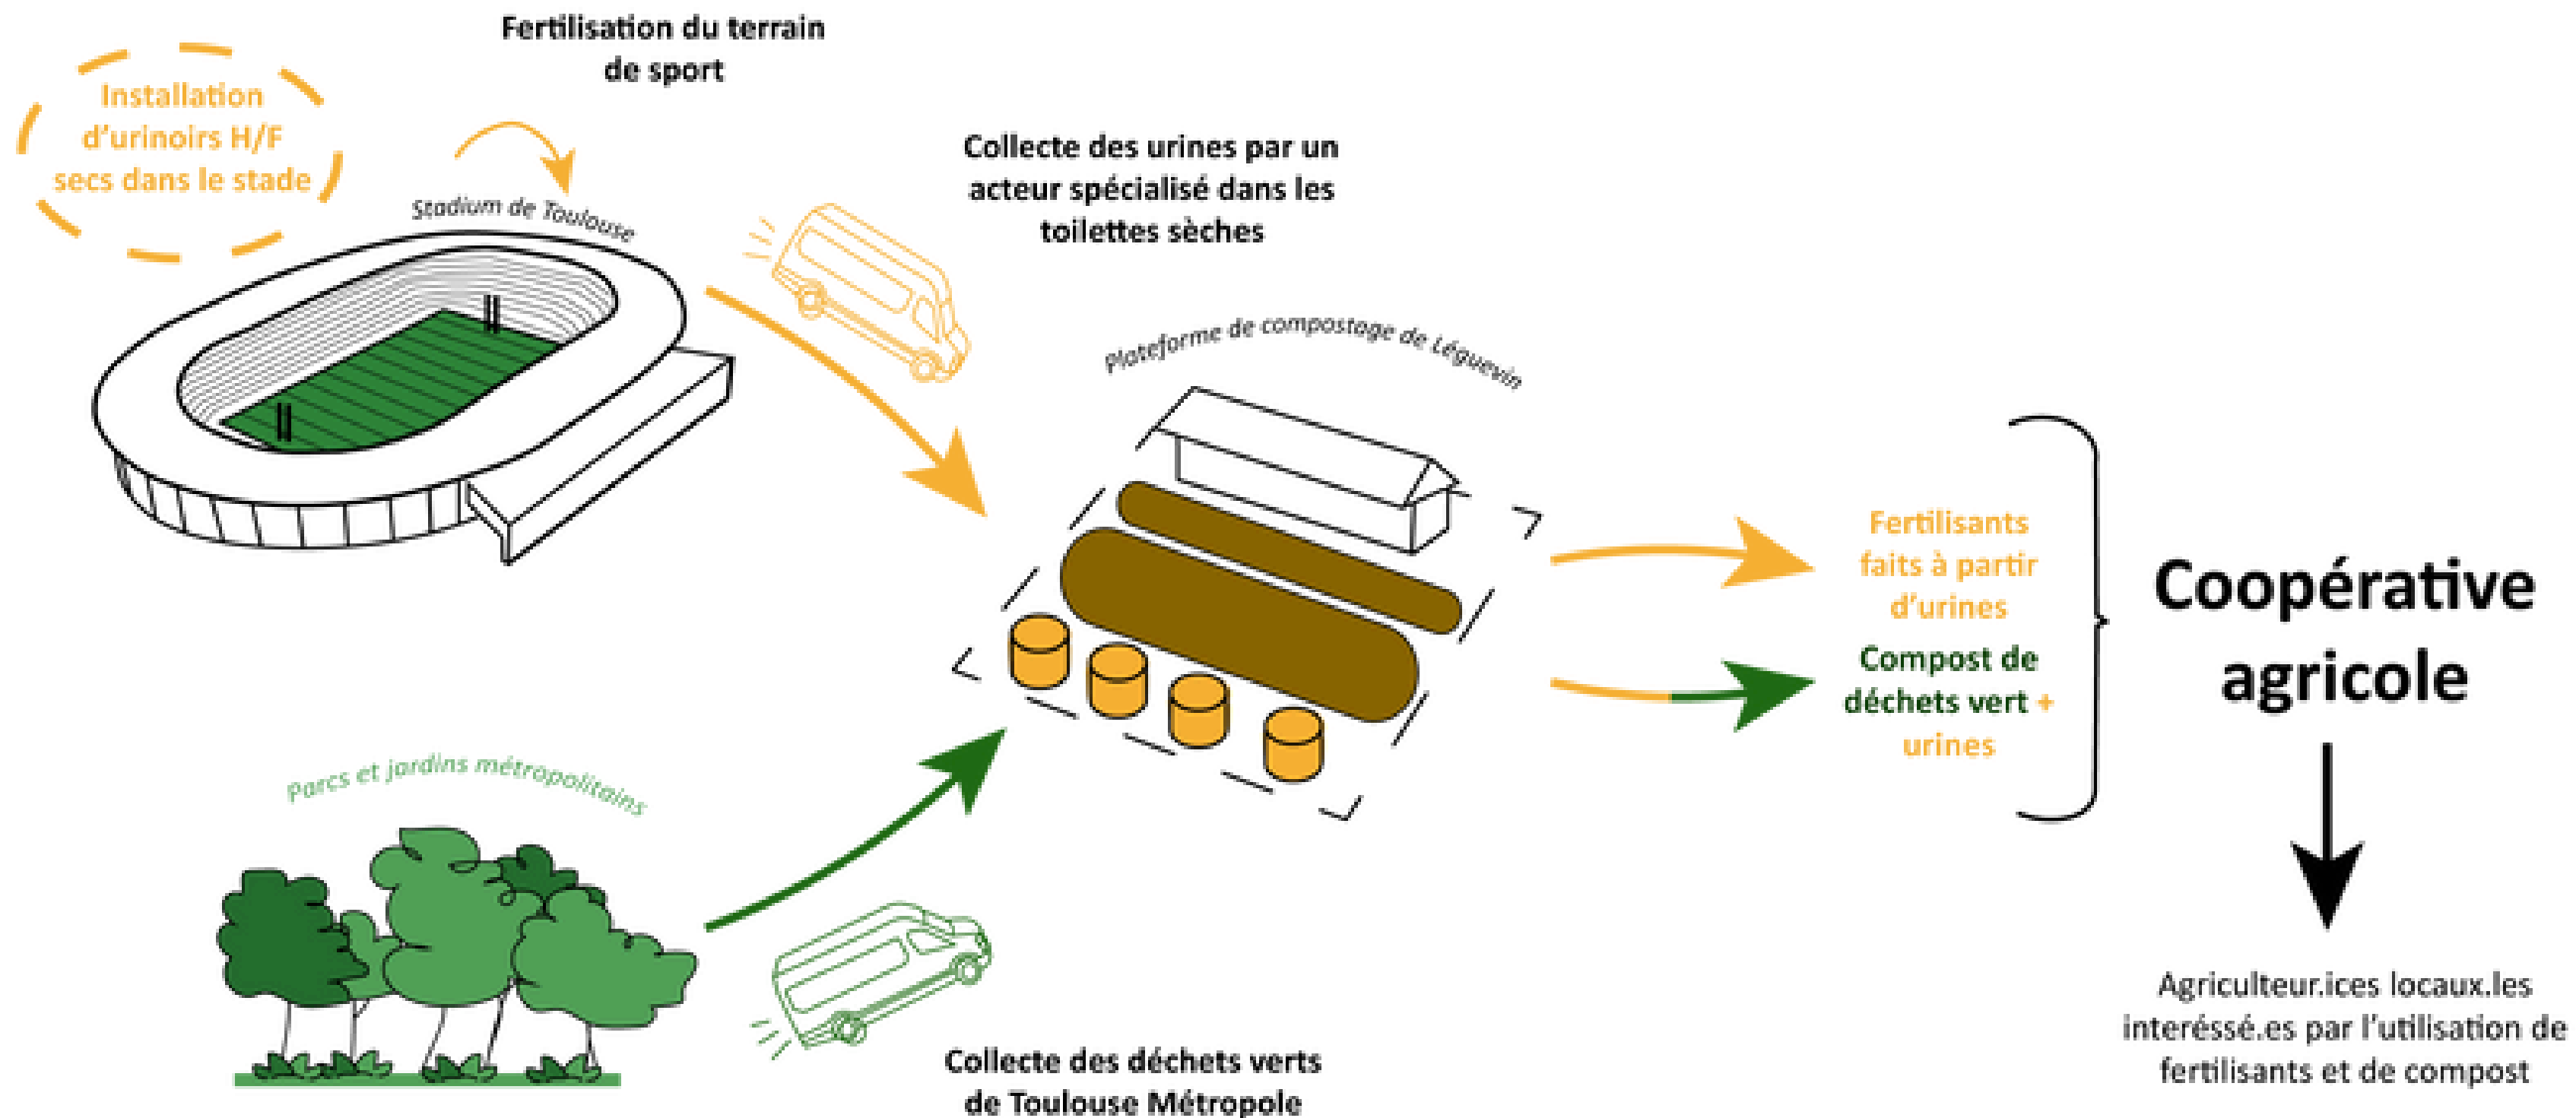 Fertilisation du terrain
de sport
Installation
d'urinoirs H/F
secs dans le stade
Stadium de Toulouse
Collecte des urines par un
acteur spécialisé dans les
toilettes sèches
Plateforme de compostage de Léguevin
Fertilisants
faits à partir
d'urines
Compost de
déchets vert +
urines
Coopérative
agricole
Parcs et jardins métropolitains
Collecte des déchets verts
de Toulouse Métropole
Agriculteur.ices locaux.les
interéssé.es par l'utilisation de
fertilisants et de compost